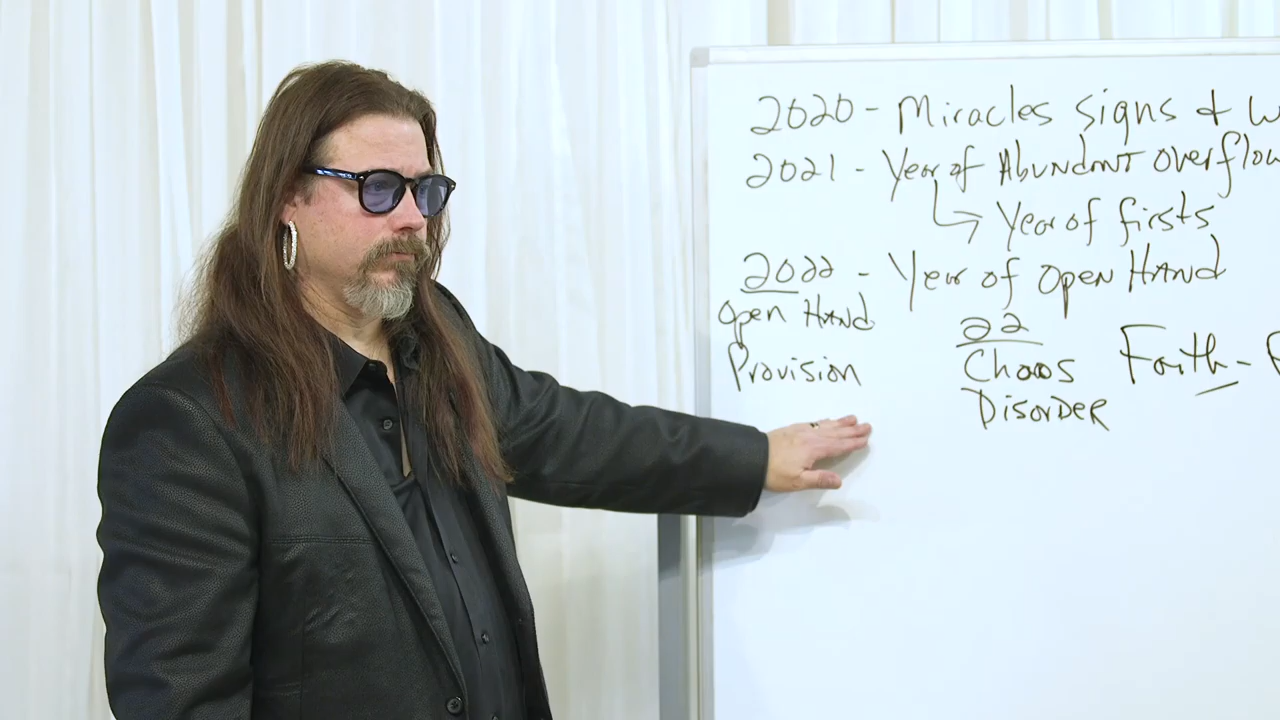 2020 - Miracles signs & W
2021 - Year of Abundant overflow
Year of firsts
2022 - Year of Open Hand
Open Hand
Provision
22
Chaos
Disorder
Faith -